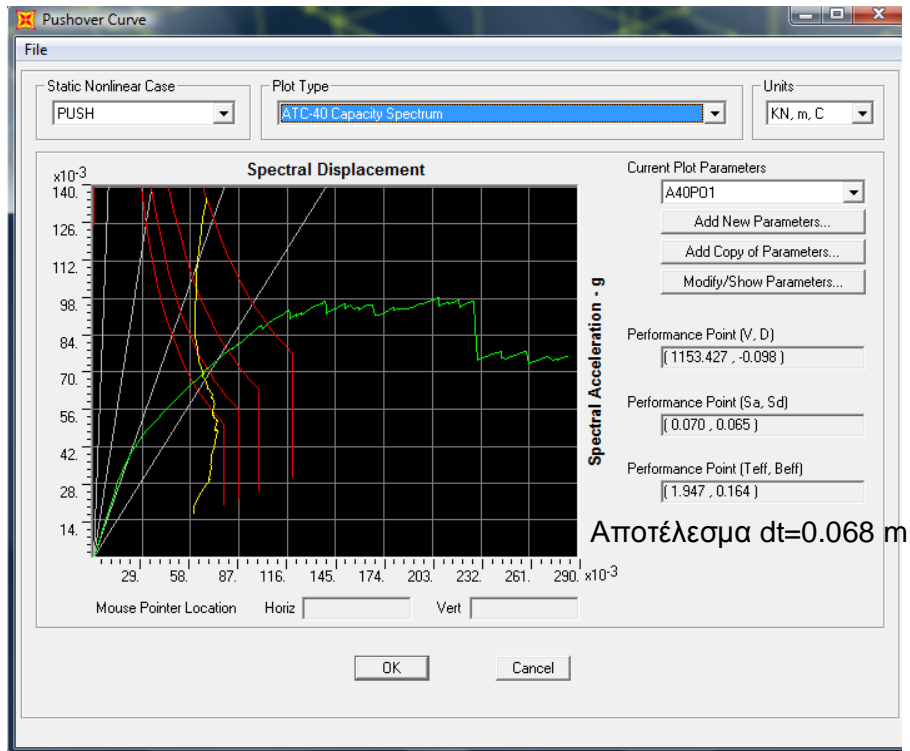 Pushover Curve
File
Static Nonlinear Case
PUSH
Plot Type
ATC-40 Capacity Spectrum
Units
KN, m, C
Spectral Displacement
x10-3
140.
126.
112.
98.
84.
70.
56.
42.
28.
14.
29. 58. 87. 116. 145. 174. 203. 232. 261. 290. x10-3
Spectral Acceleration - g
Mouse Pointer Location Horiz Vert
Current Plot Parameters
A40PO1
Add New Parameters...
Add Copy of Parameters...
Modify/Show Parameters...
Performance Point (V, D)
( 1153.427 , -0.098 )
Performance Point (Sa, Sd)
( 0.070 , 0.065 )
Performance Point (Teff, Beff)
( 1.947 , 0.164 )
Αποτέλεσμα dt=0.068 m
OK Cancel